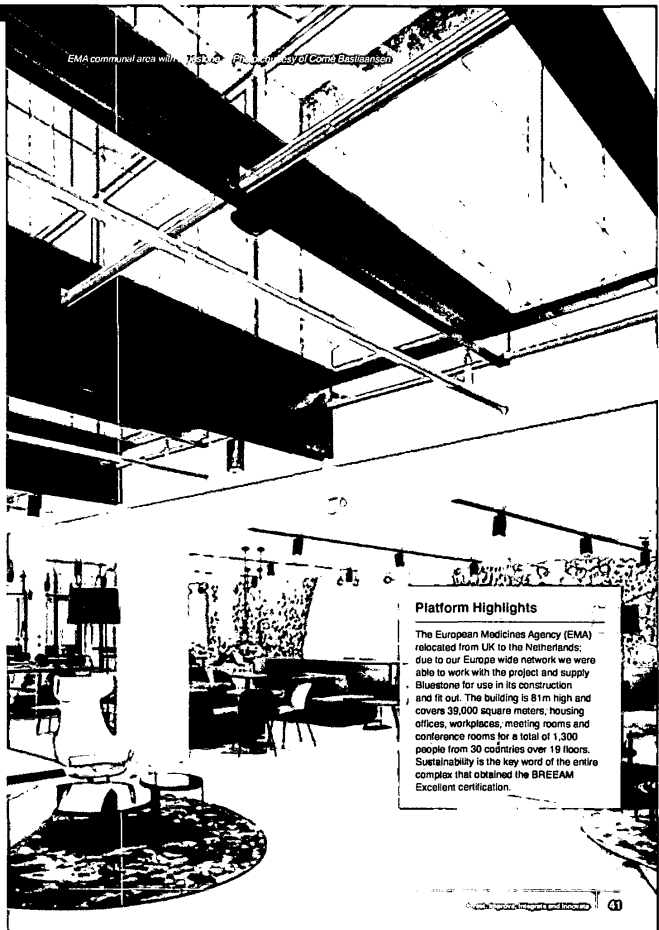 EMA communal area with Photo courtesy of Corné Bastiaansen
Platform Highlights
The European Medicines Agency (EMA)
relocated from UK to the Netherlands;
due to our Europe wide network we were
able to work with the project and supply
Bluestone for use in its construction
and fit out. The building is 81m high and
covers 39,000 square meters, housing
offices, workplaces, meeting rooms and
conference rooms for a total of 1,300
people from 30 countries over 19 floors.
Sustainability is the key word of the entire
complex that obtained the BREEAM
Excellent certification.
Improve, Integrate and Innovate 41